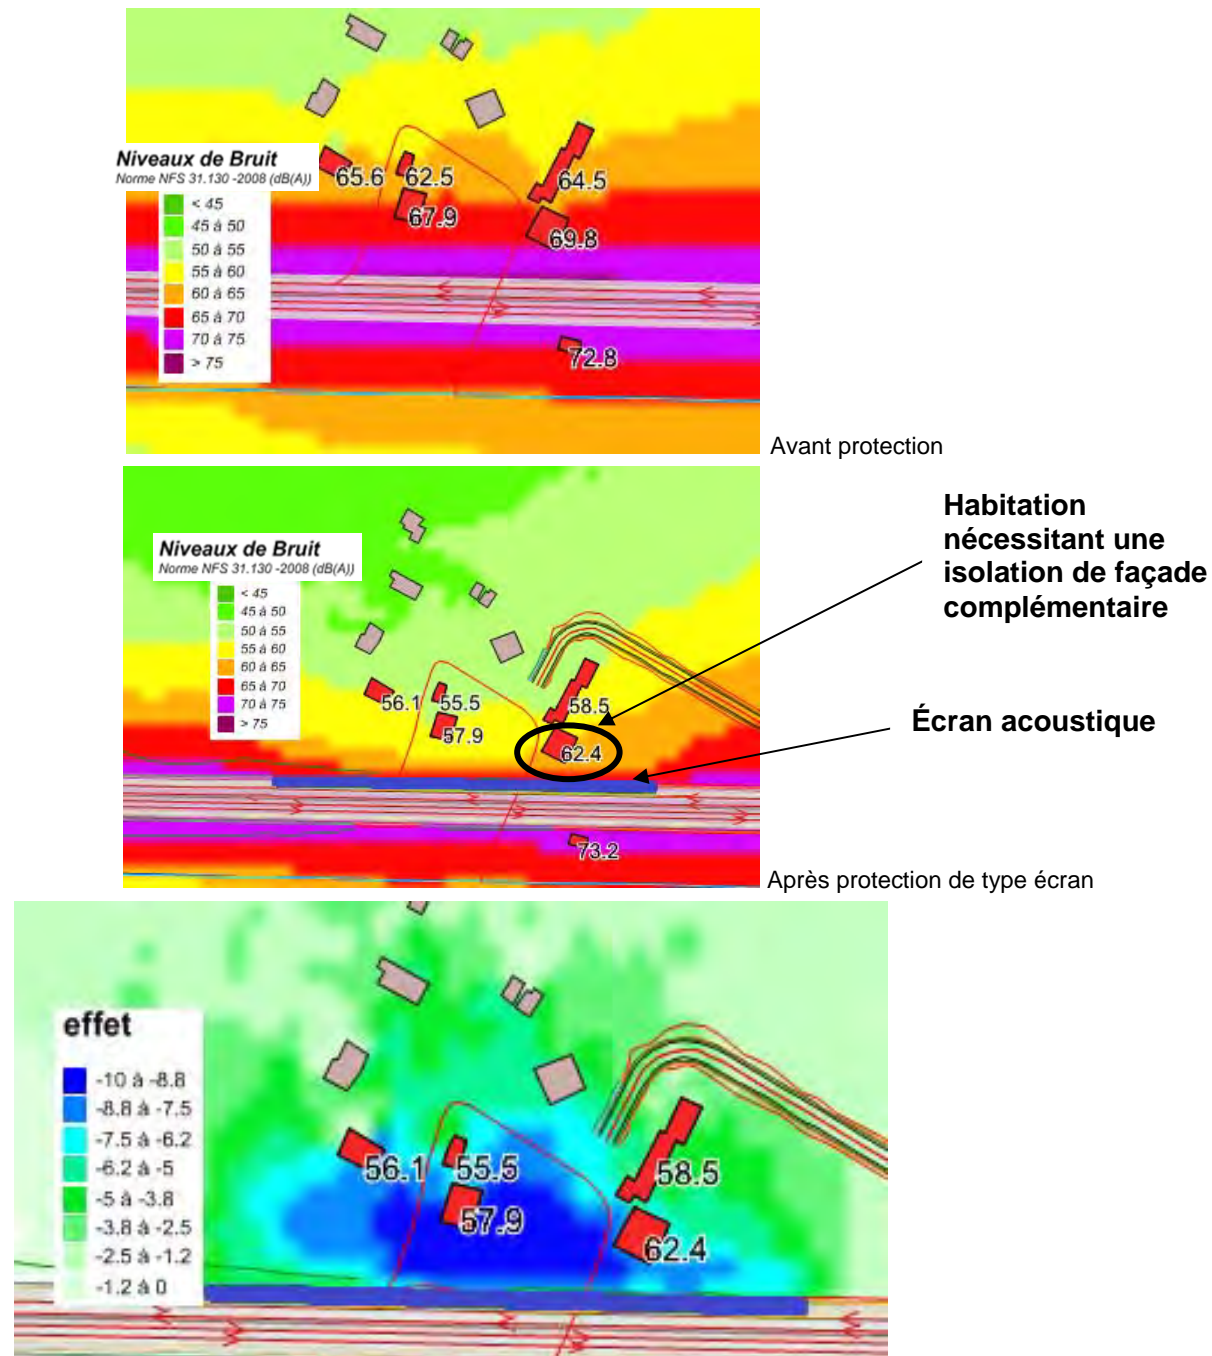 Niveaux de Bruit
Norme NFS 31.130 -2008 (dB(A))
< 45
45 à 50
50 à 55
55 à 60
60 à 65
65 à 70
70 à 75
> 75
65.6
62.5
67.9
64.5
69.8
72.8
Avant protection
Niveaux de Bruit
Norme NFS 31.130 -2008 (dB(A))
< 45
45 à 50
50 à 55
55 à 60
60 à 65
65 à 70
70 à 75
> 75
56.1
55.5
57.9
58.5
62.4
73.2
Habitation
nécessitant une
isolation de façade
complémentaire
Écran acoustique
Après protection de type écran
effet
-10 à -8.8
-8.8 à -7.5
-7.5 à -6.2
-6.2 à -5
-5 à -3.8
-3.8 à -2.5
-2.5 à -1.2
-1.2 à 0
56.1
55.5
57.9
58.5
62.4